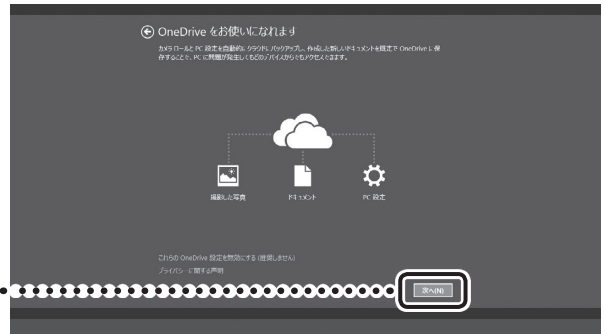 OneDrive をお使いになれます
カメラ ロールと PC 設定を自動的に クラウドに バックアップし、作成した新しいドキュメントを既定で OneDrive に 保
存することで、PC に問題が発生してもどのデバイスからでもアクセスできます。
撮影した写真
ドキュメント
PC 設定
これらの OneDrive 設定を無効にする (推奨しません)
プライバシーに関する声明
次へ(N)